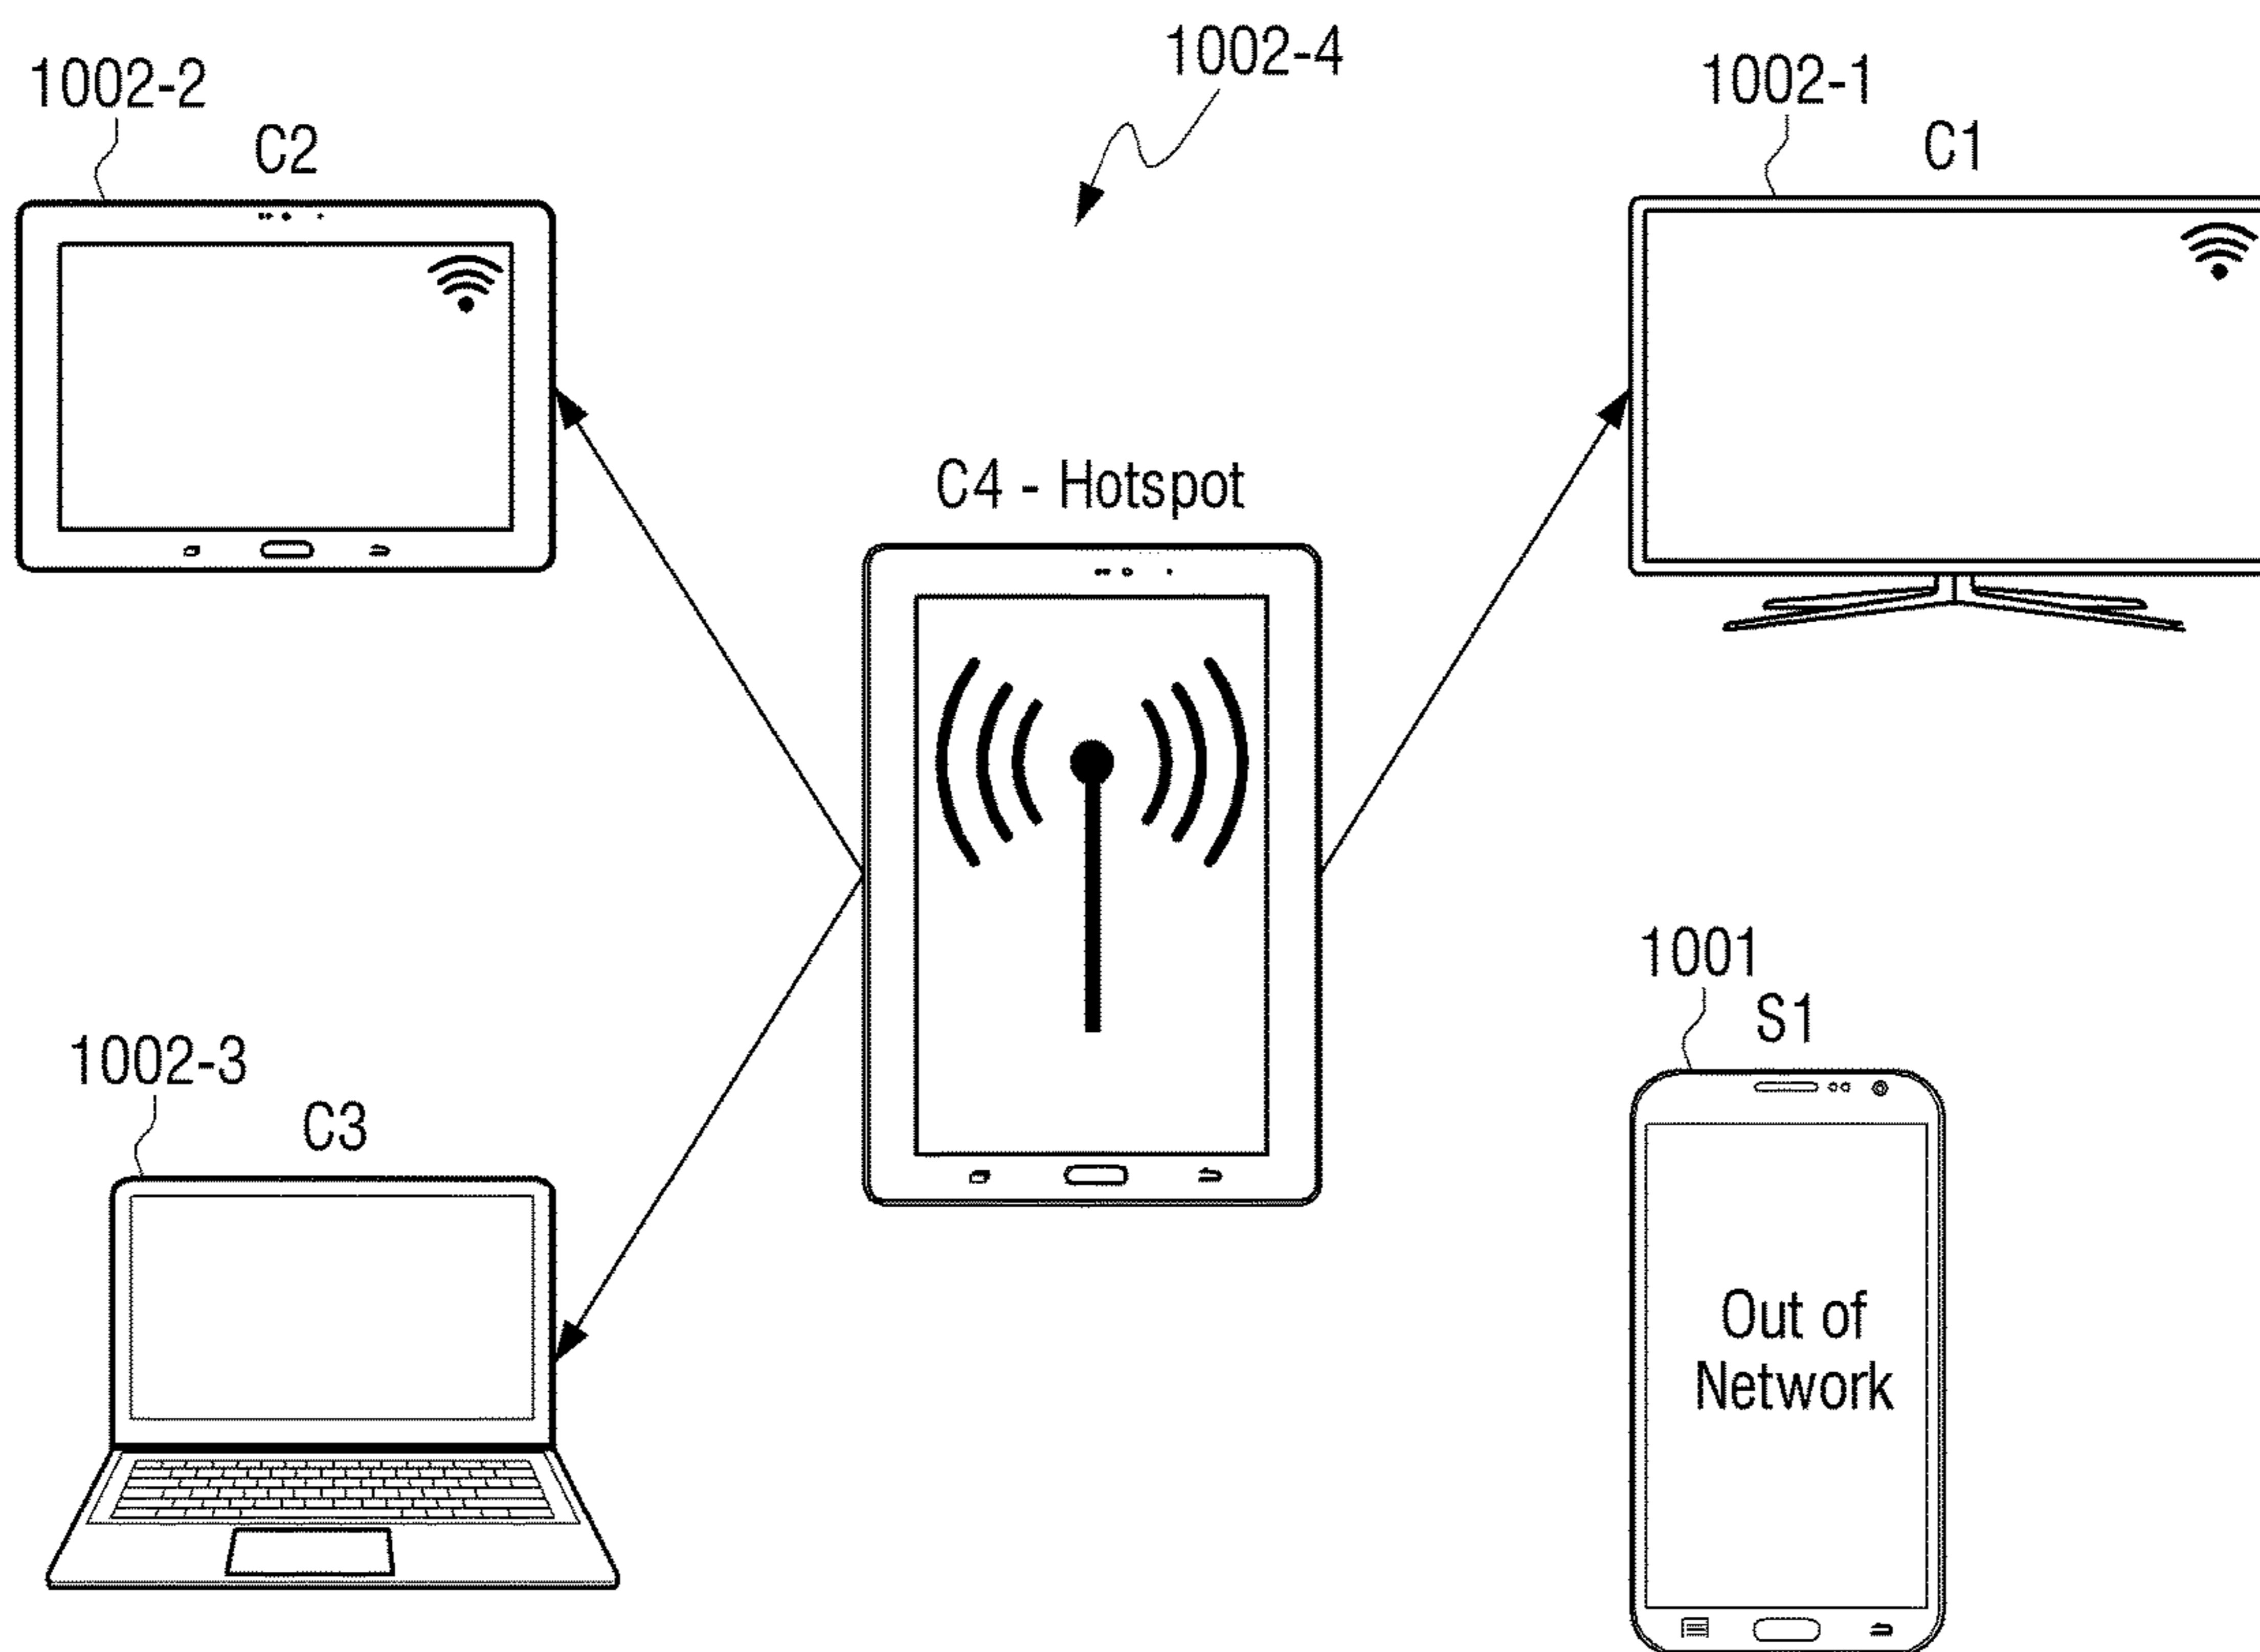 1002-4
1002-2
1002-1
C2
C1
C4 - Hotspot
1001
S1
1002-3
C3
Out of
Network